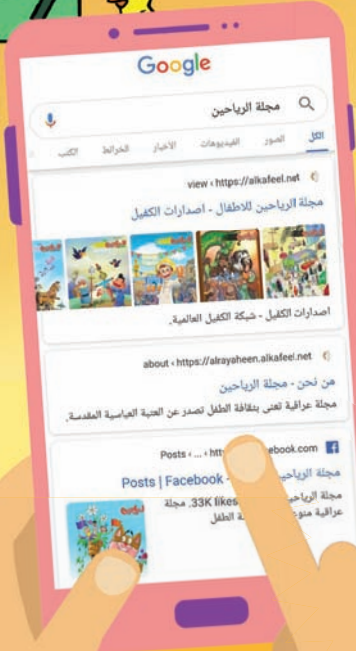 Google
مجلة الرياحين
الكل الصور الفيديوهات الأخبار الخرائط الكتب
view ‹ https://alkafeel.net
مجلة الرياحين للاطفال - اصدارات الكفيل
اصدارات الكفيل - شبكة الكفيل العالمية.
about ‹ https://alrayaheen.alkafeel.net
من نحن - مجلة الرياحين
مجلة عراقية تعنى بثقافة الطفل تصدر عن العتبة العباسية المقدسة.
Posts ‹ ... ‹ ebook.com
مجلة الرياحين - Posts | Facebook
مجلة الرياحين 33K likes. مجلة
عراقية الطفل